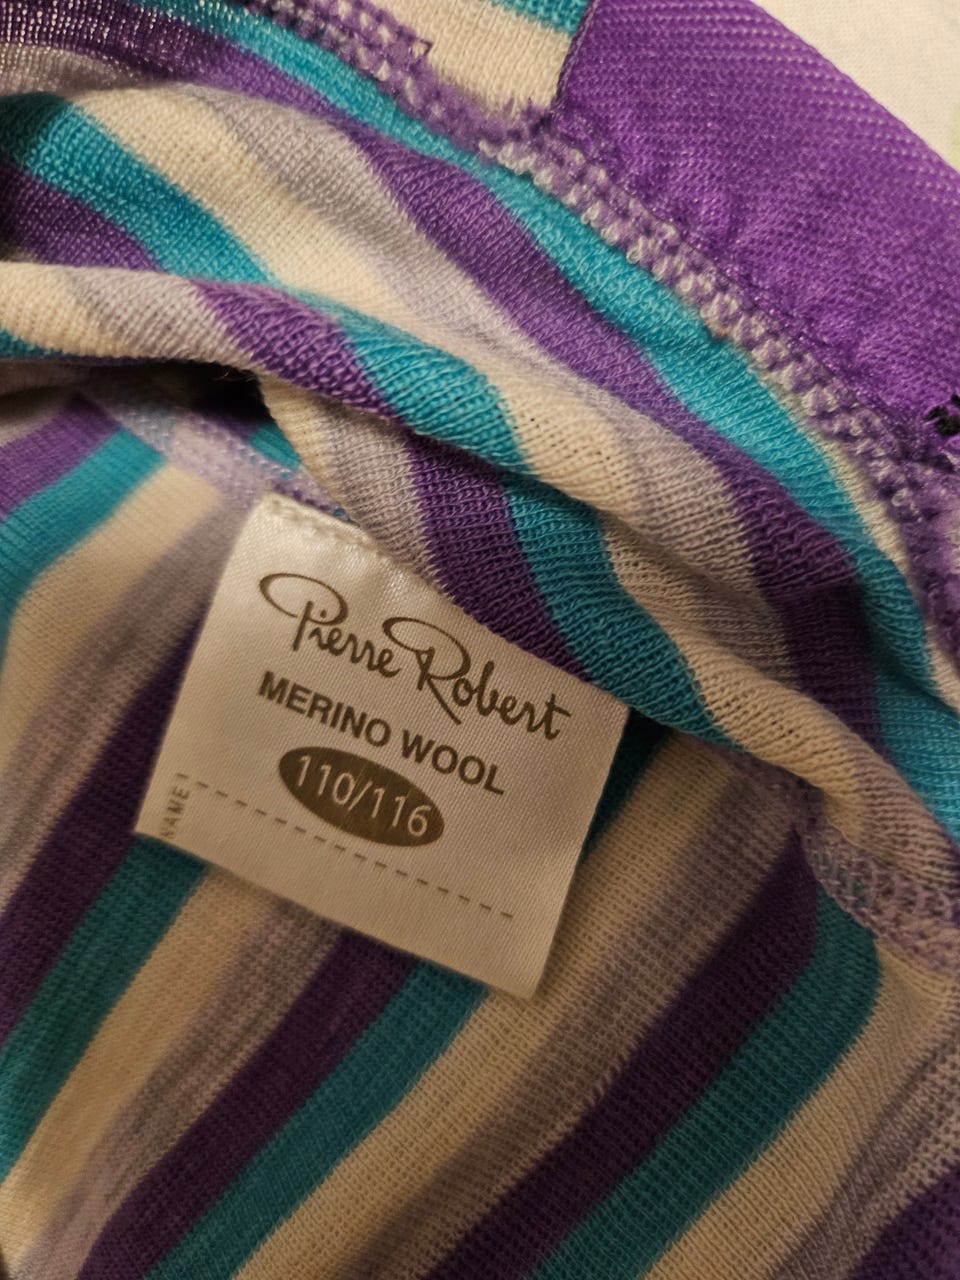 Pierre Robert
MERINO WOOL
110/116
NAME